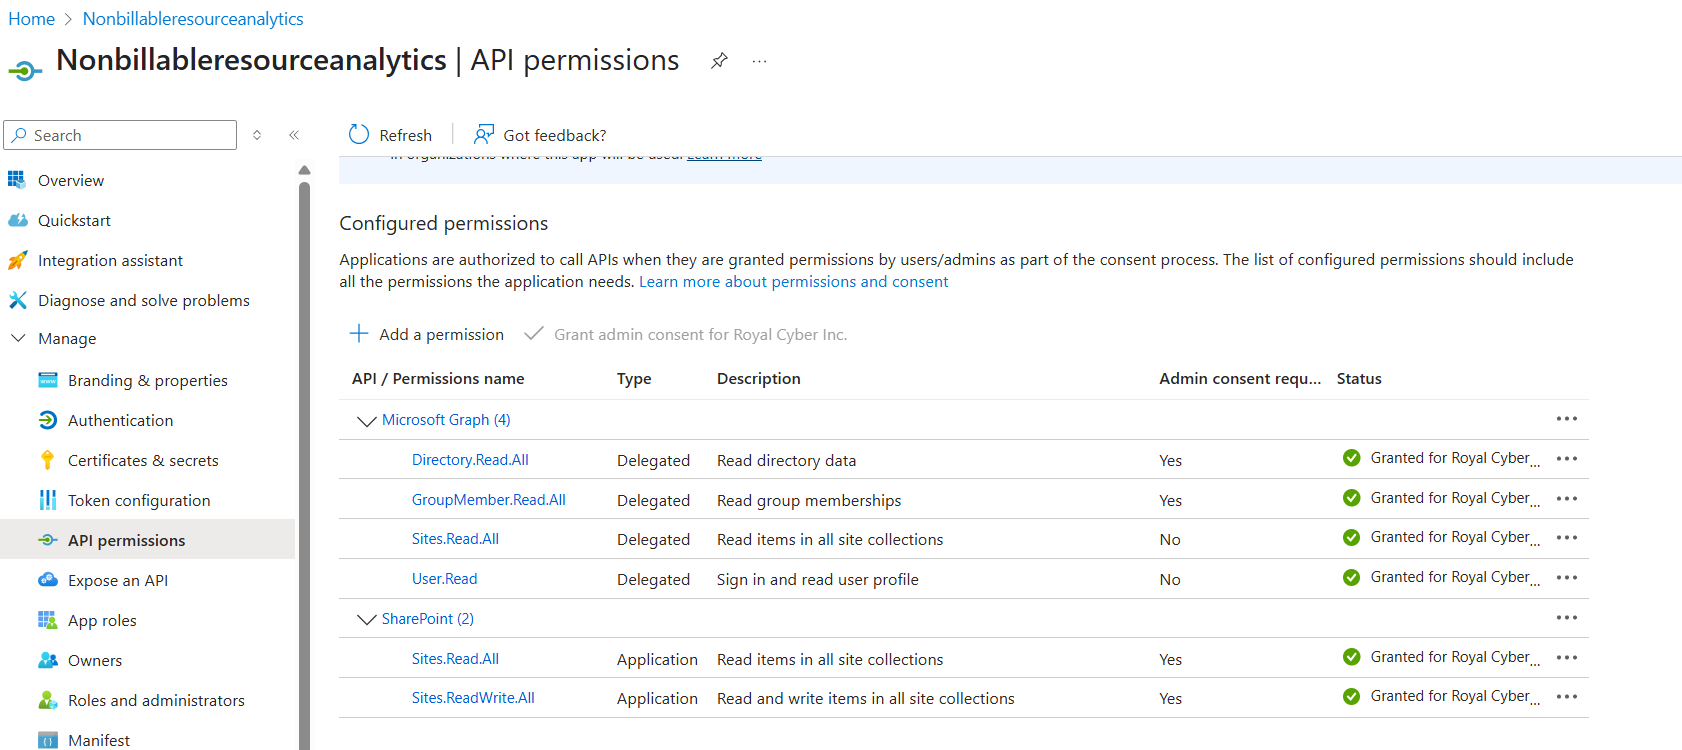 Home > Nonbillableresourceanalytics
Nonbillableresourceanalytics | API permissions ...
Search
Refresh
Got feedback?
in organizations where this app will be used. Learn more
Overview
Quickstart
Integration assistant
Diagnose and solve problems
Manage
Branding & properties
Authentication
Certificates & secrets
Token configuration
API permissions
Expose an API
App roles
Owners
Roles and administrators
Manifest
Configured permissions
Applications are authorized to call APIs when they are granted permissions by users/admins as part of the consent process. The list of configured permissions should include
all the permissions the application needs. Learn more about permissions and consent
Add a permission Grant admin consent for Royal Cyber Inc.
API / Permissions name Type Description Admin consent requ... Status
Microsoft Graph (4)
Directory.Read.All Delegated Read directory data Yes Granted for Royal Cyber...
GroupMember.Read.All Delegated Read group memberships Yes Granted for Royal Cyber...
Sites.Read.All Delegated Read items in all site collections No Granted for Royal Cyber...
User.Read Delegated Sign in and read user profile No Granted for Royal Cyber...
SharePoint (2)
Sites.Read.All Application Read items in all site collections Yes Granted for Royal Cyber...
Sites.ReadWrite.All Application Read and write items in all site collections Yes Granted for Royal Cyber...